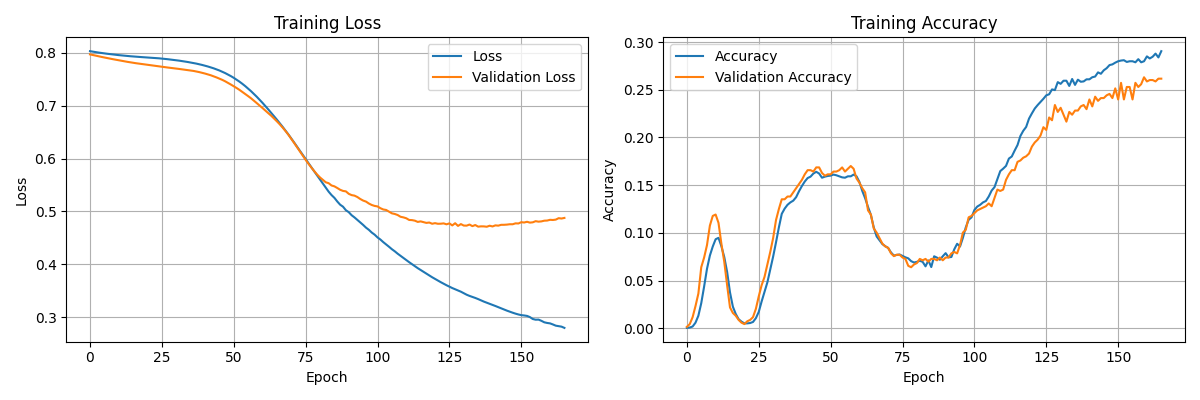 Training Loss
Loss
Validation Loss
0.8
0.7
0.6
0.5
0.4
0.3
Loss
0
25
50
75
100
125
150
Epoch
Training Accuracy
Accuracy
Validation Accuracy
0.30
0.25
0.20
0.15
0.10
0.05
0.00
Accuracy
0
25
50
75
100
125
150
Epoch